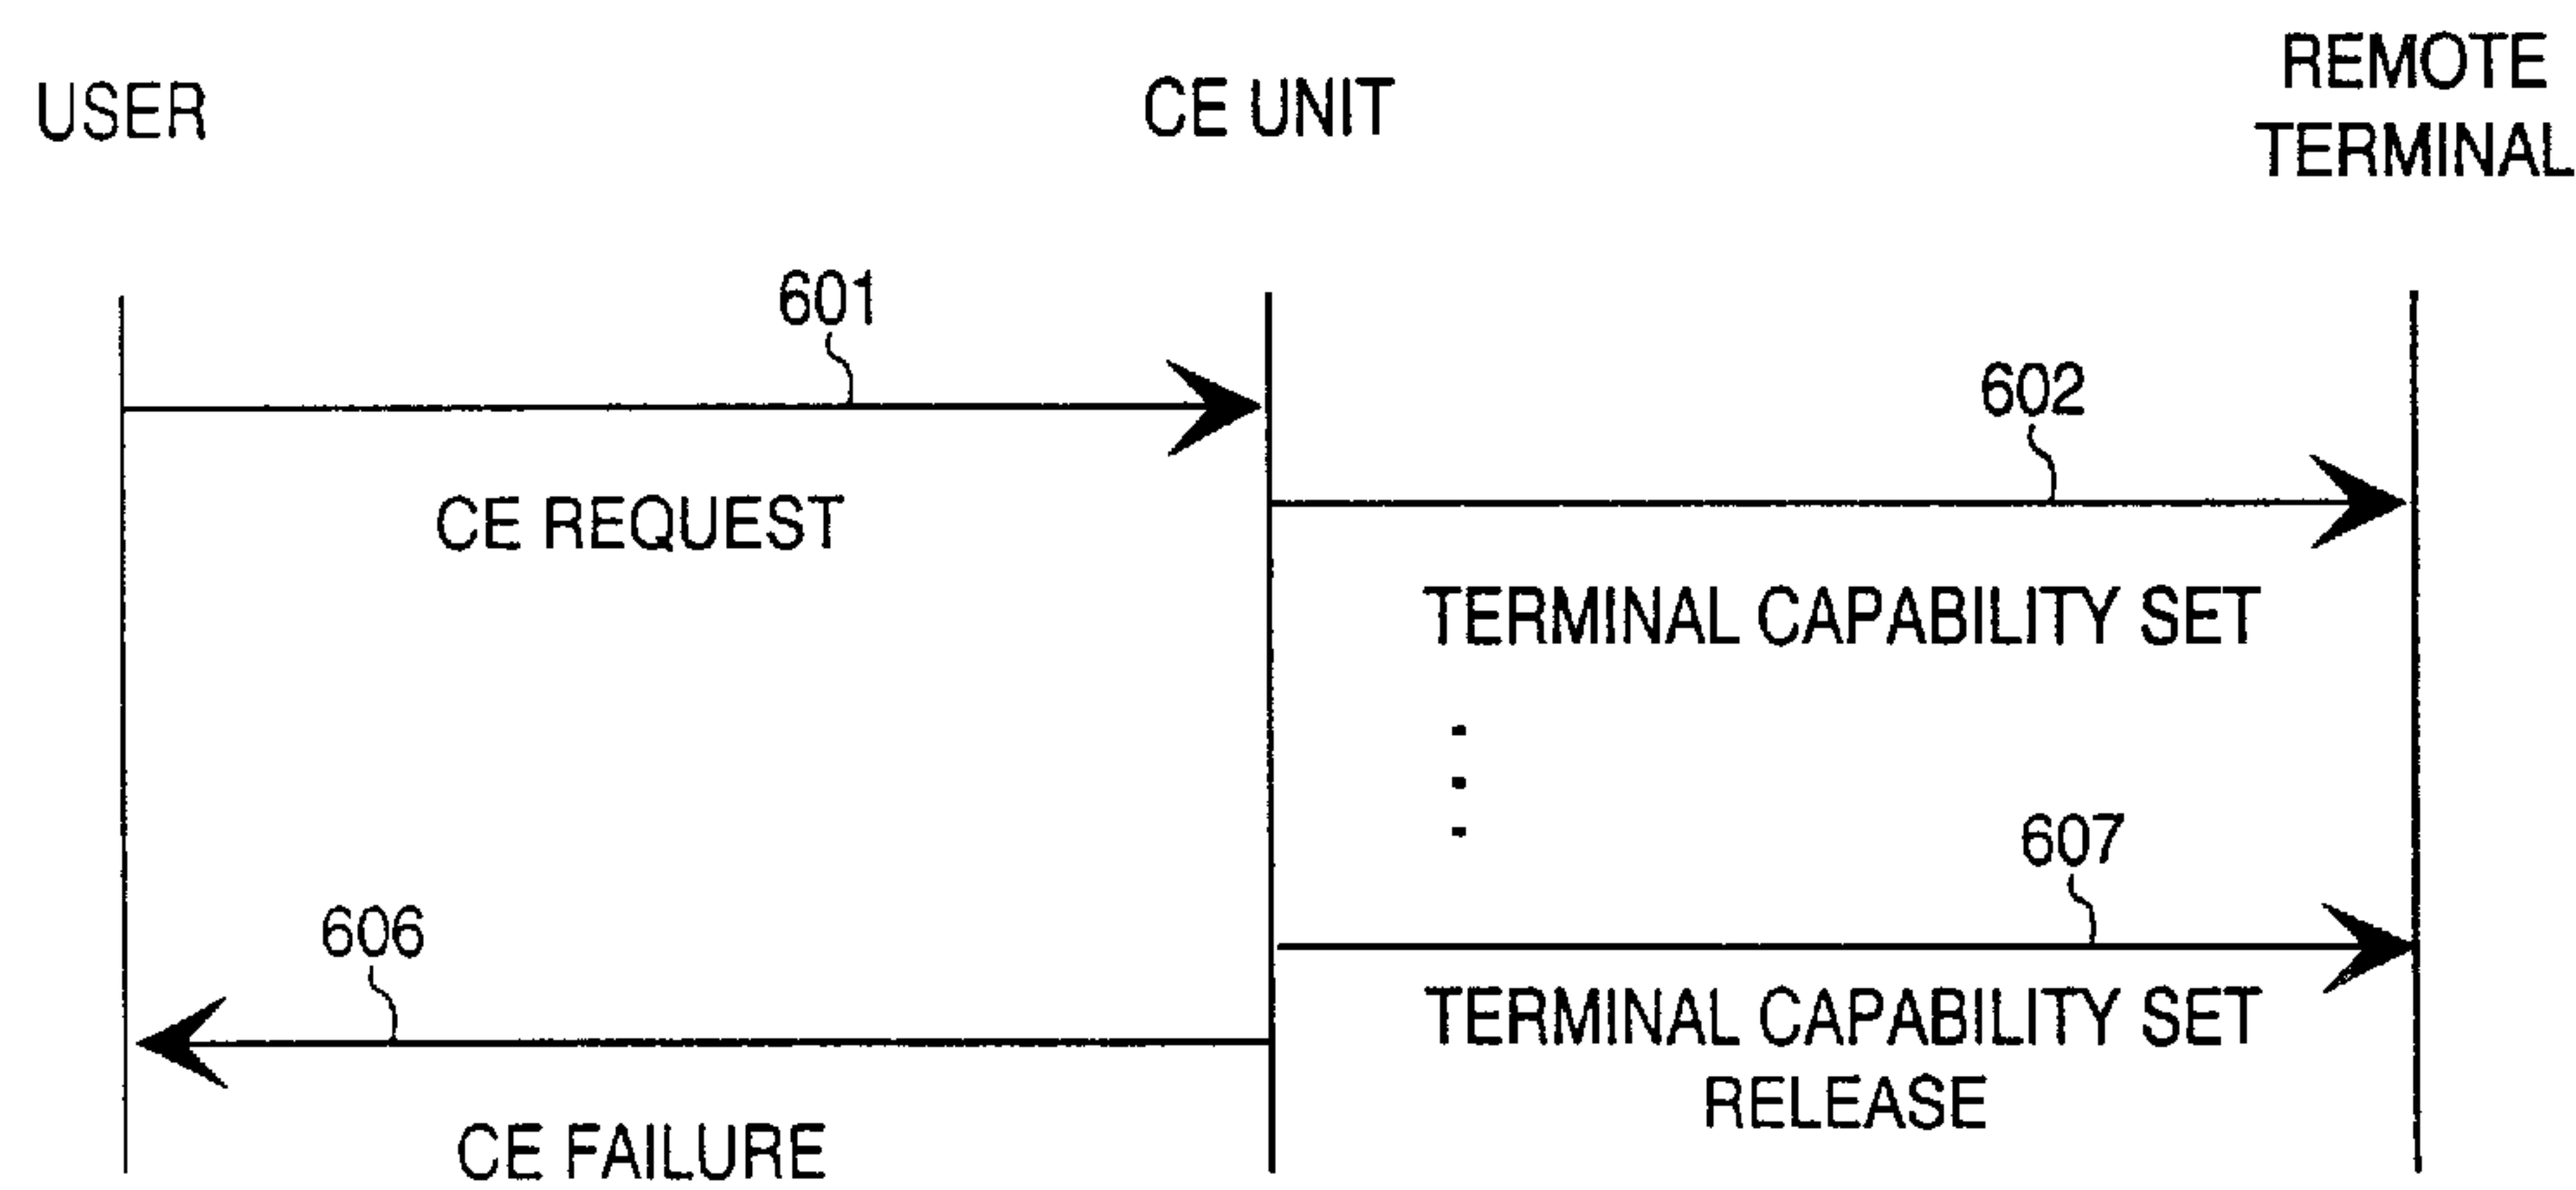 USER
CE UNIT
REMOTE
TERMINAL
601
602
CE REQUEST
TERMINAL CAPABILITY SET
607
606
TERMINAL CAPABILITY SET
RELEASE
CE FAILURE